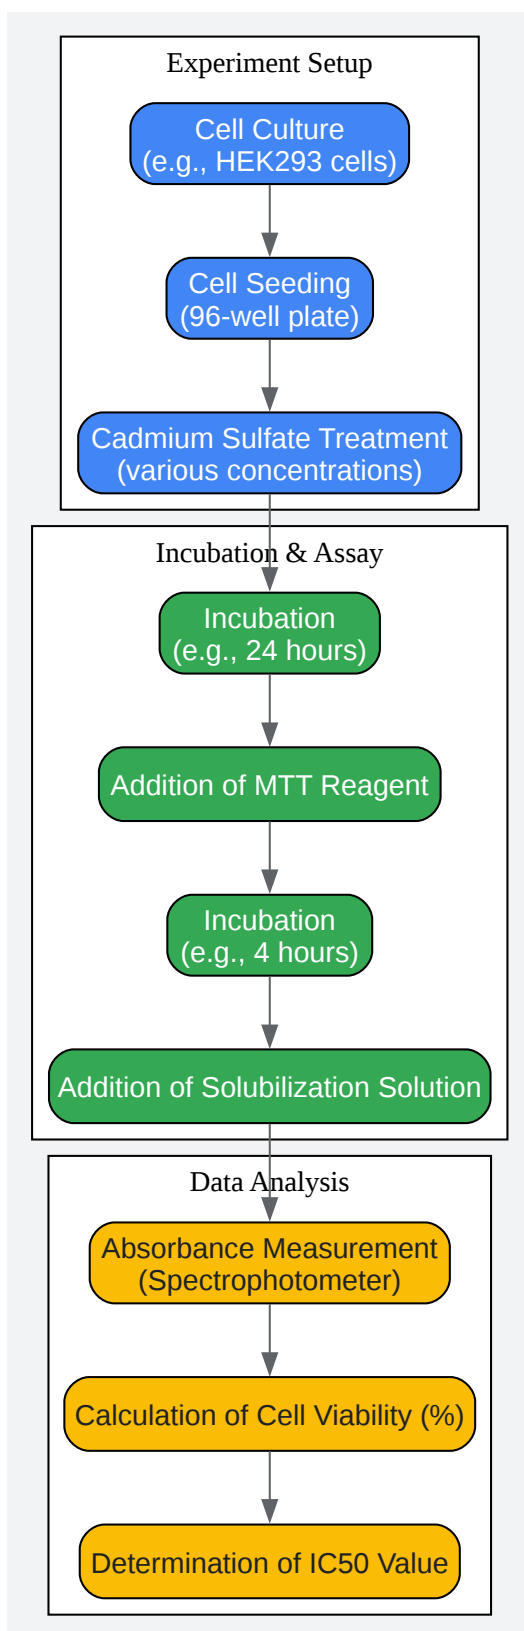 Experiment Setup
Cell Culture
(e.g., HEK293 cells)
Cell Seeding
(96-well plate)
Cadmium Sulfate Treatment
(various concentrations)
Incubation & Assay
Incubation
(e.g., 24 hours)
Addition of MTT Reagent
Incubation
(e.g., 4 hours)
Addition of Solubilization Solution
Data Analysis
Absorbance Measurement
(Spectrophotometer)
Calculation of Cell Viability (%)
Determination of IC50 Value